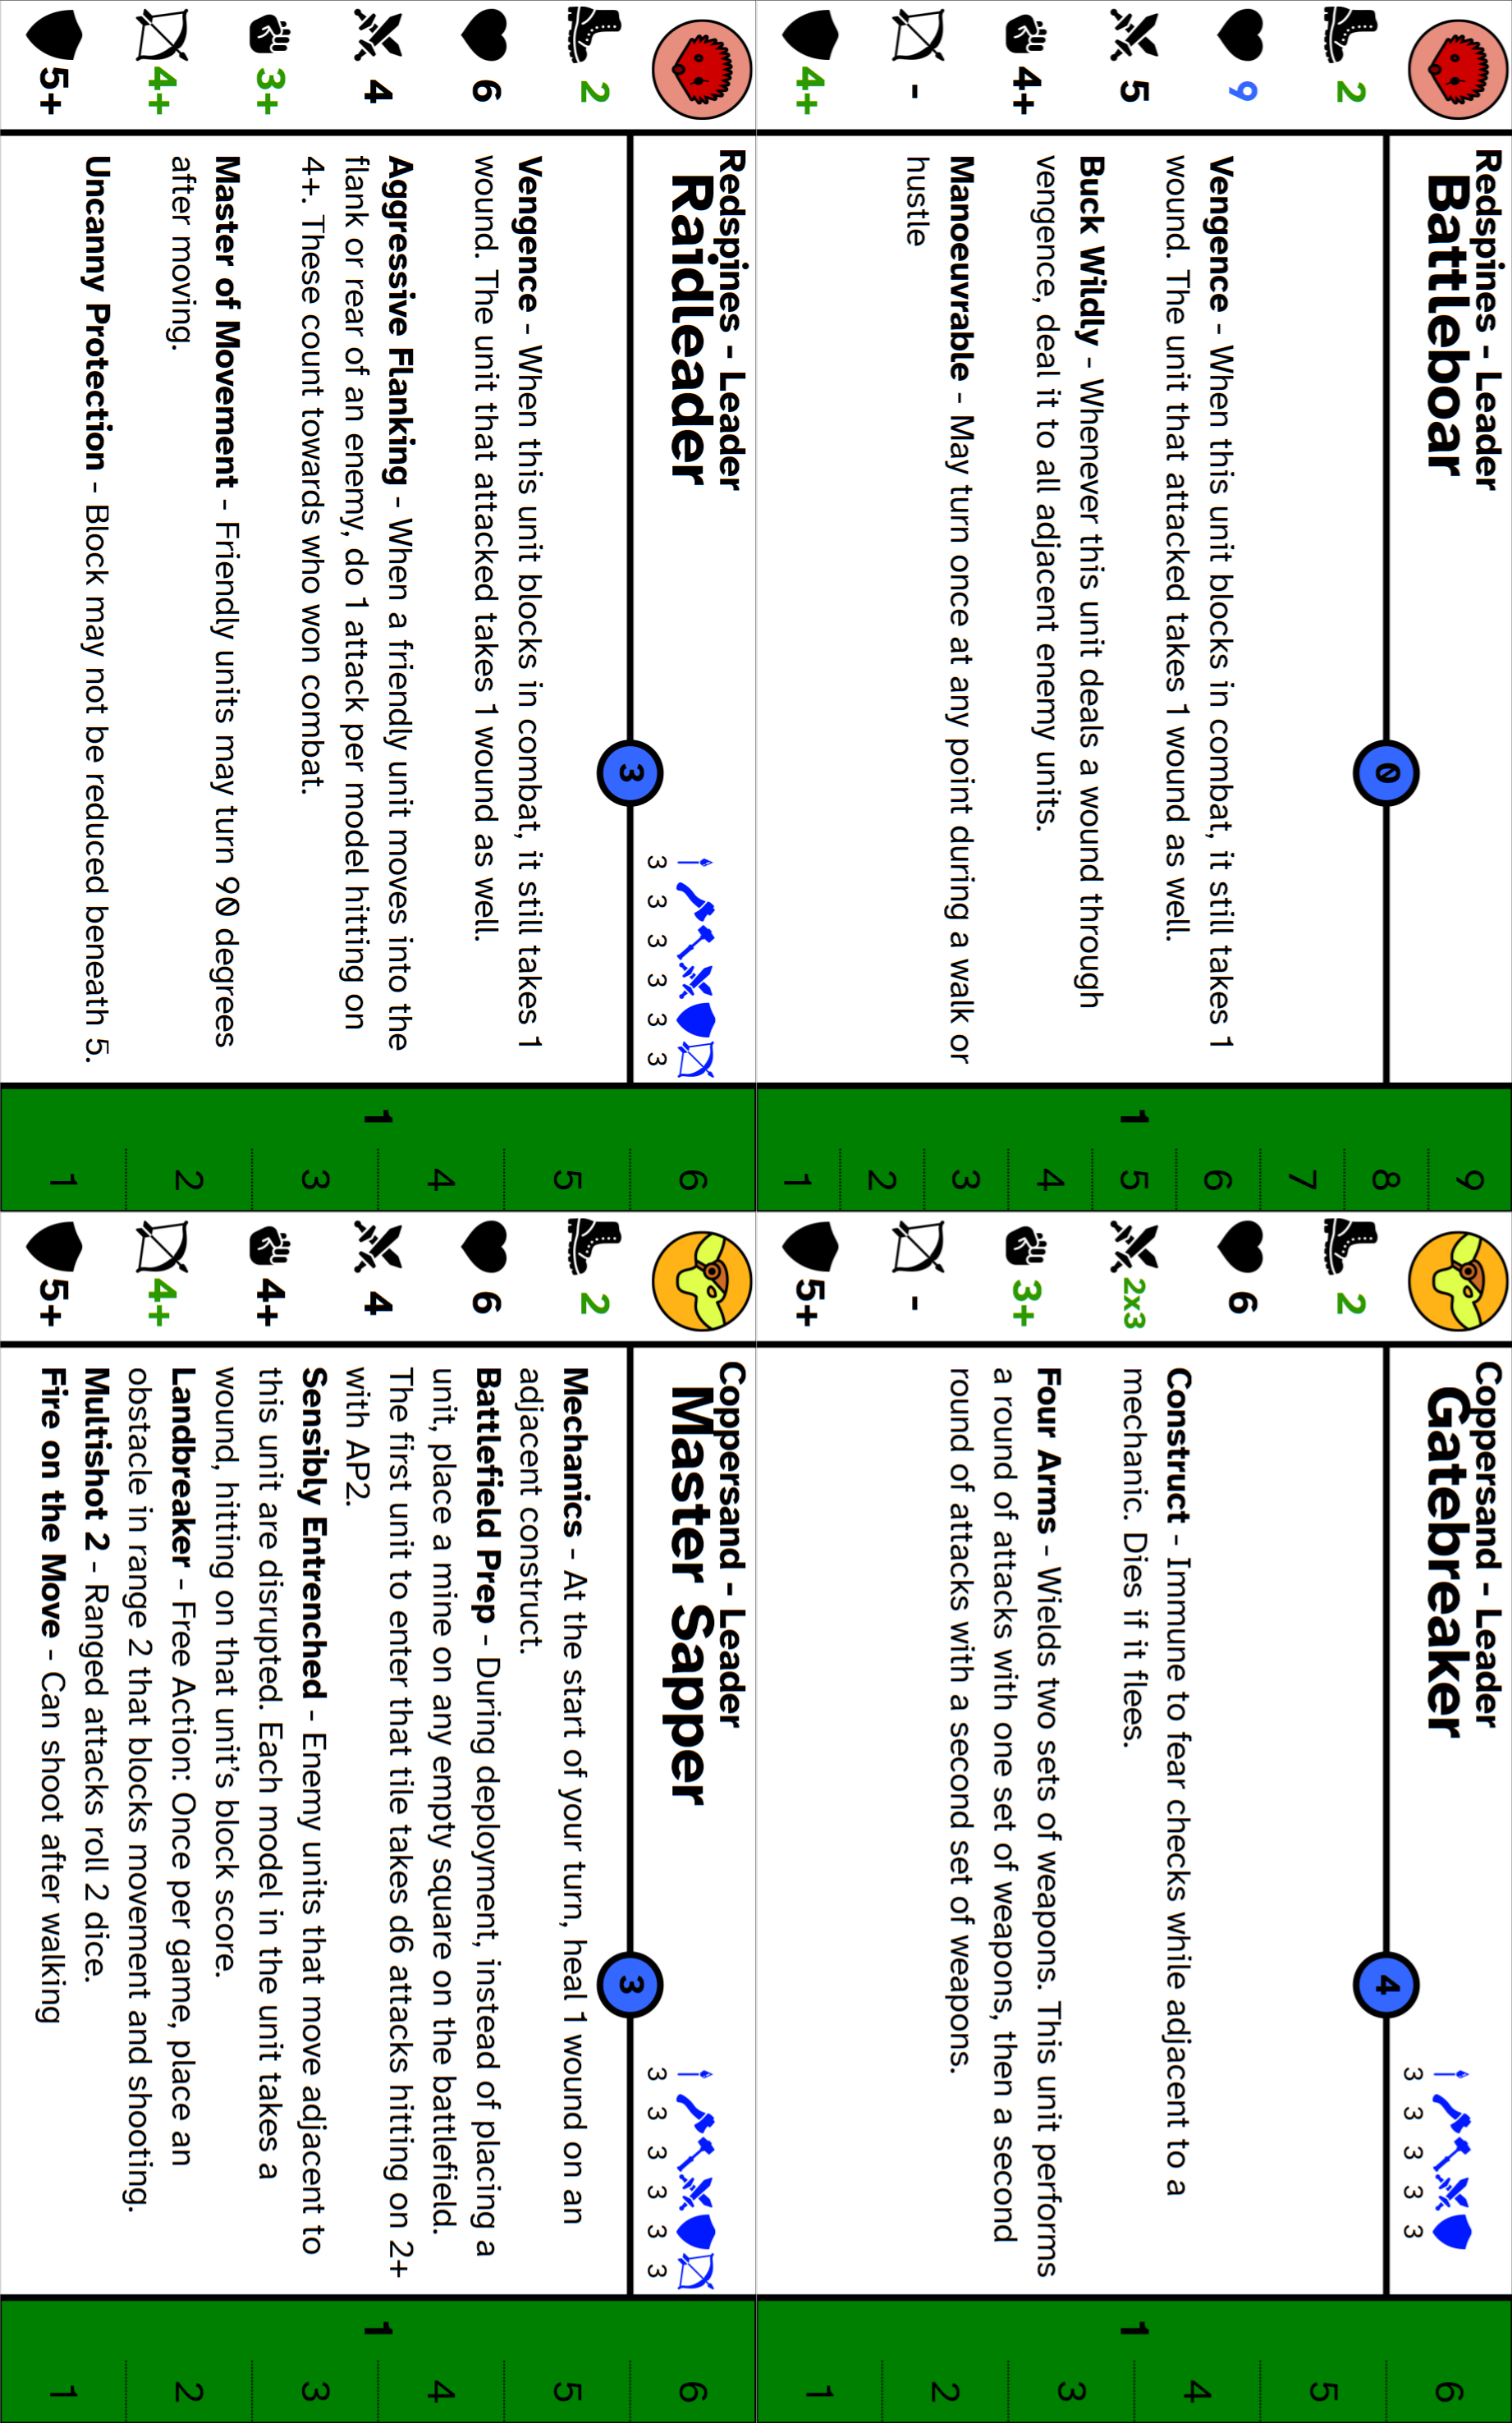 Redspines - Leader
Battleboar
0
2
9
5
4+
-
4+
Vengence - When this unit blocks in combat, it still takes 1
wound. The unit that attacked takes 1 wound as well.
Buck Wildly - Whenever this unit deals a wound through
vengence, deal it to all adjacent enemy units.
Manoeuvrable - May turn once at any point during a walk or
hustle
1
9
8
7
6
5
4
3
2
1
Coppersand - Leader
Gatebreaker
4
3 3 3 3 3
2
6
2x3
3+
-
5+
Construct - Immune to fear checks while adjacent to a
mechanic. Dies if it flees.
Four Arms - Wields two sets of weapons. This unit performs
a round of attacks with one set of weapons, then a second
round of attacks with a second set of weapons.
1
6
5
4
3
2
1
Redspines - Leader
Raidleader
3
3 3 3 3 3 3
2
6
4
3+
4+
5+
Vengence - When this unit blocks in combat, it still takes 1
wound. The unit that attacked takes 1 wound as well.
Aggressive Flanking - When a friendly unit moves into the
flank or rear of an enemy, do 1 attack per model hitting on
4+. These count towards who won combat.
Master of Movement - Friendly units may turn 90 degrees
after moving.
Uncanny Protection - Block may not be reduced beneath 5.
1
6
5
4
3
2
1
Coppersand - Leader
Master Sapper
3
3 3 3 3 3 3
2
6
4
4+
4+
5+
Mechanics - At the start of your turn, heal 1 wound on an
adjacent construct.
Battlefield Prep - During deployment, instead of placing a
unit, place a mine on any empty square on the battlefield.
The first unit to enter that tile takes d6 attacks hitting on 2+
with AP2.
Sensibly Entrenched - Enemy units that move adjacent to
this unit are disrupted. Each model in the unit takes a
wound, hitting on that unit's block score.
Landbreaker - Free Action: Once per game, place an
obstacle in range 2 that blocks movement and shooting.
Multishot 2 - Ranged attacks roll 2 dice.
Fire on the Move - Can shoot after walking
1
6
5
4
3
2
1